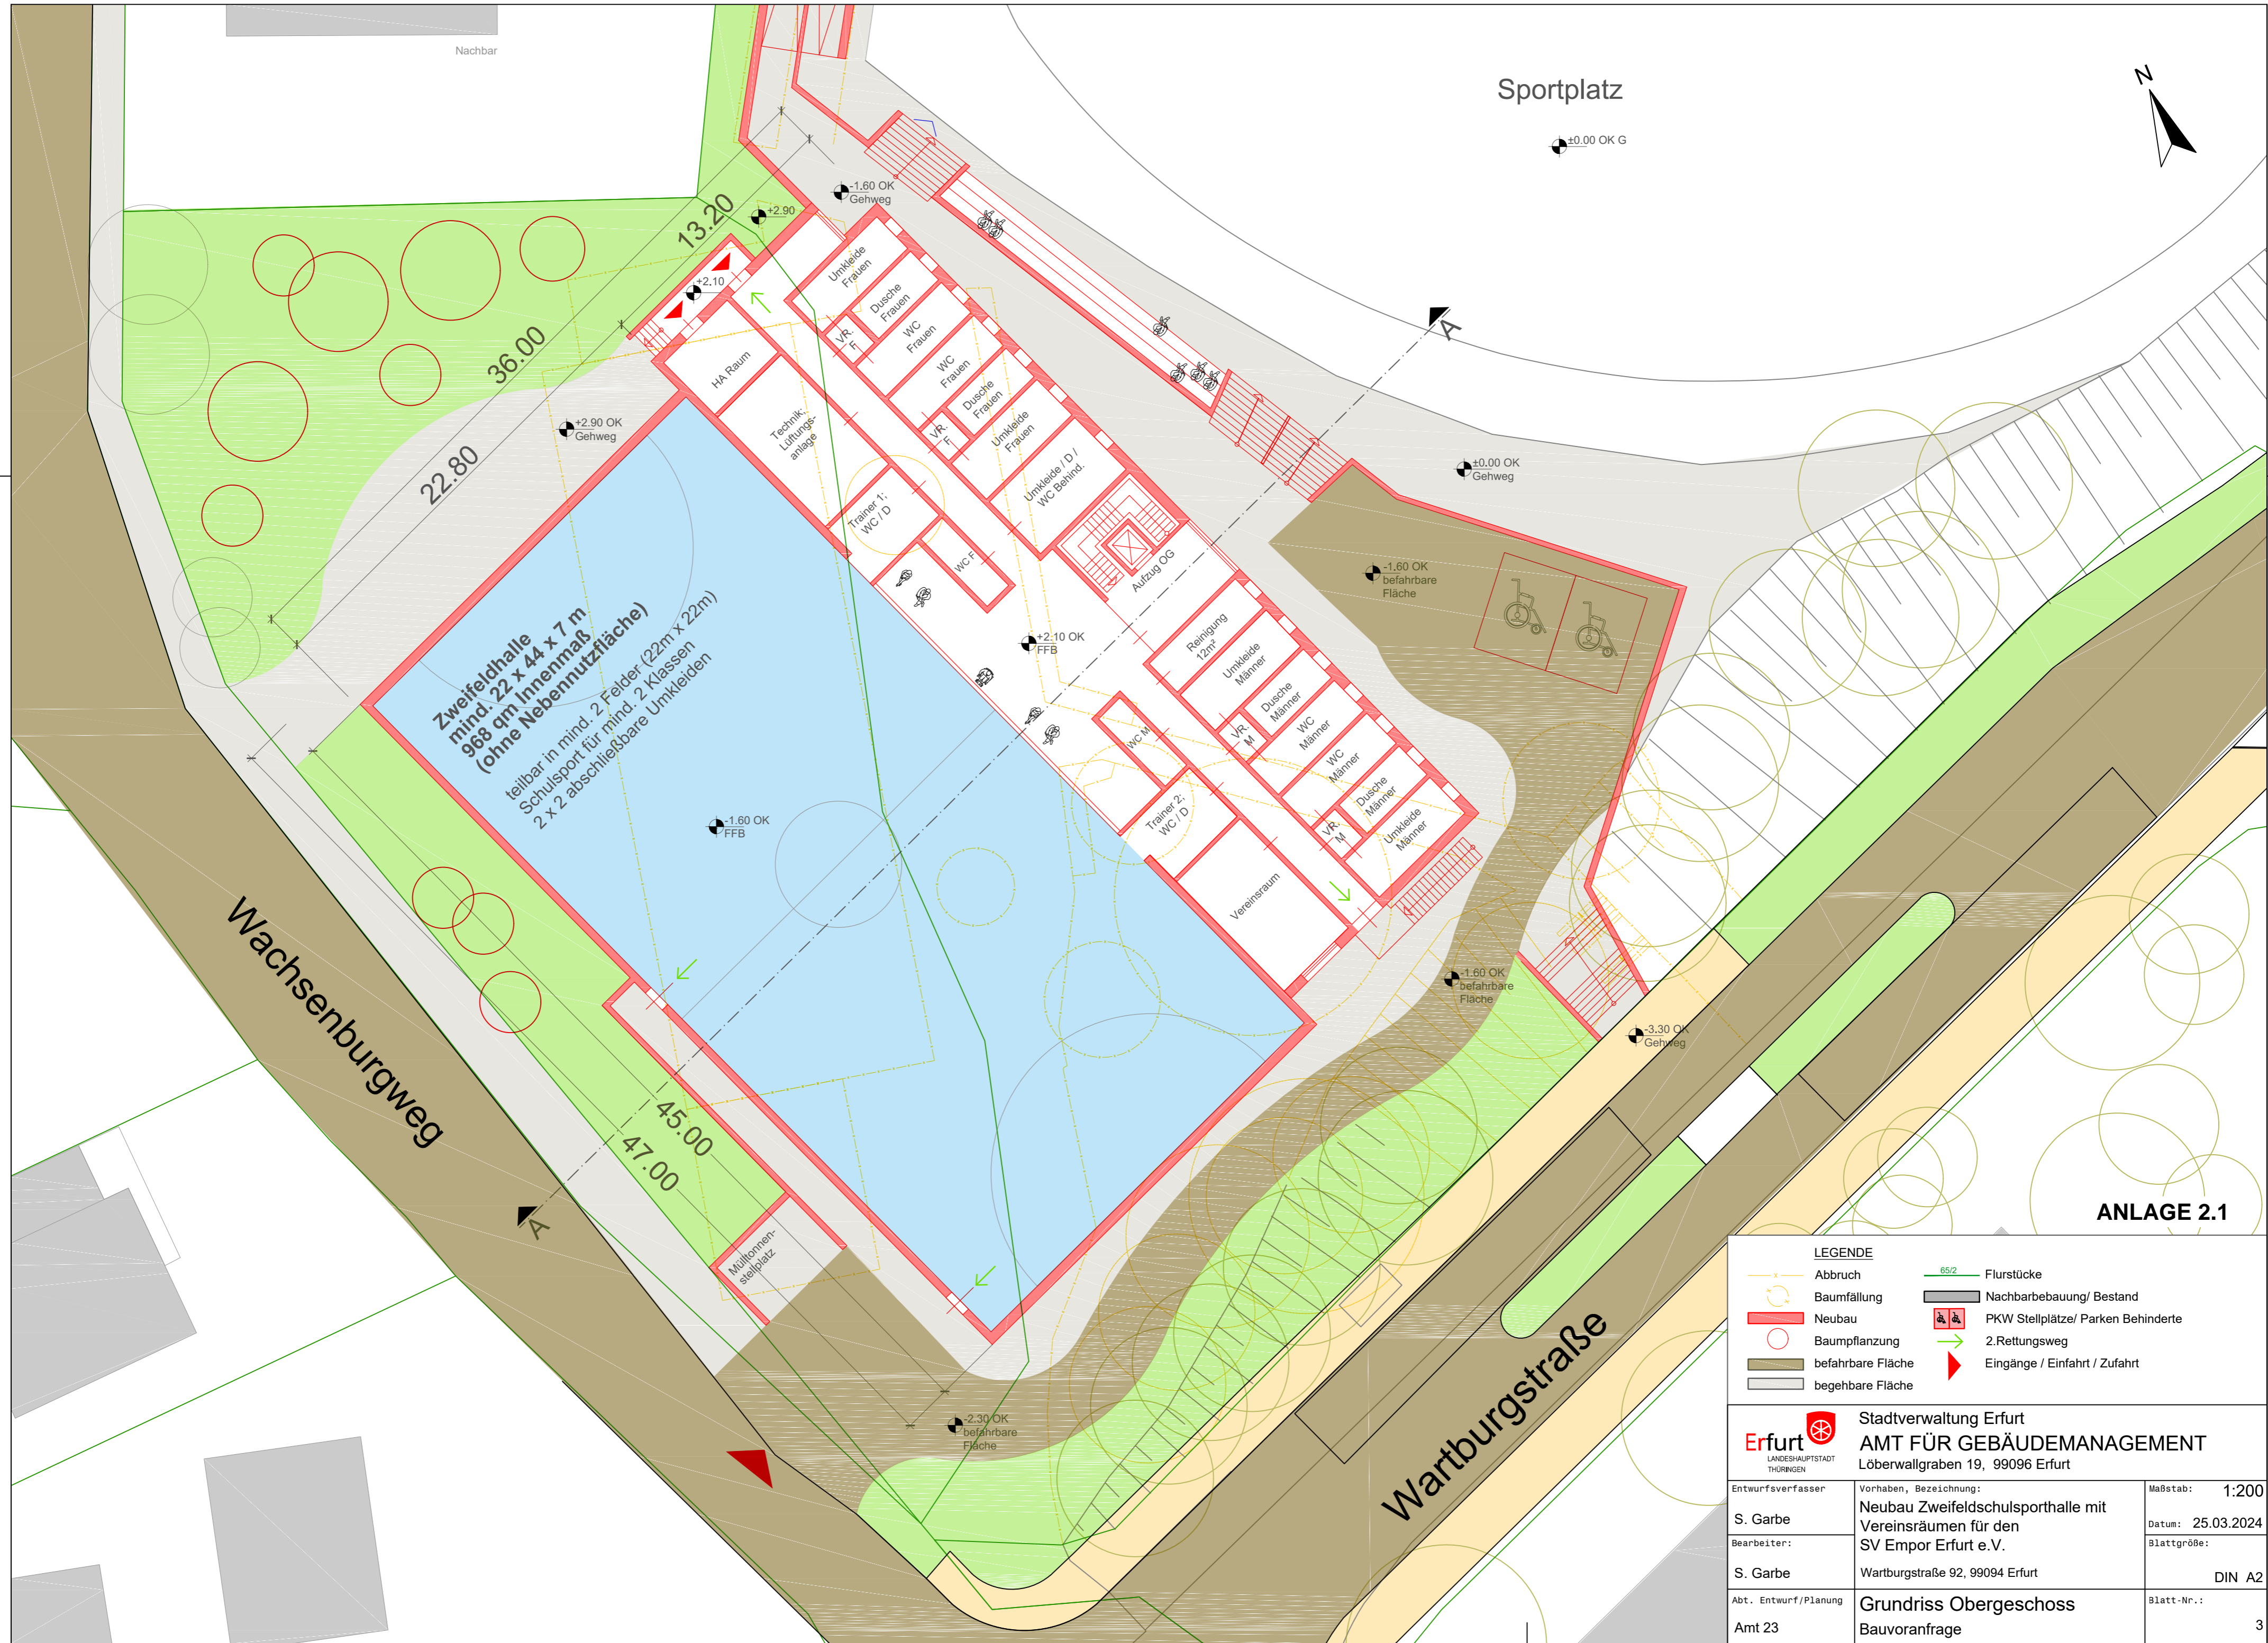 Nachbar
Sportplatz
N
±0.00 OK G
-1.60 OK
Gehweg
+2.90
13.20
+2.10
36.00
22.80
+2.90 OK
Gehweg
Umkleide
Frauen
Dusche
Frauen
VR.
F
WC
Frauen
WC
Frauen
Dusche
Frauen
VR.
F
Umkleide
Frauen
Umkleide / D /
WC Behind.
HA Raum
Technik:
Lüftungs-
anlage
Trainer 1:
WC / D
WC F
Aufzug OG
A
±0.00 OK
Gehweg
-1.60 OK
befahrbare
Fläche
+2.10 OK
FFB
Reinigung
12m²
Umkleide
Männer
Dusche
Männer
VR.
M
WC
Männer
WC
Männer
Dusche
Männer
VR.
M
Umkleide
Männer
WC M
Trainer 2:
WC / D
Vereinsraum
Zweifeldhalle
mind. 22 x 44 x 7 m
968 qm Innenmaß
(ohne Nebennutzfläche)
teilbar in mind. 2 Felder (22m x 22m)
Schulsport für mind. 2 Klassen
2 x 2 abschließbare Umkleiden
-1.60 OK
FFB
-1.60 OK
befahrbare
Fläche
-3.30 OK
Gehweg
Wachsenburgweg
45.00
47.00
A
Mülltonnen-
stellplatz
-2.30 OK
befahrbare
Fläche
Wartburgstraße
ANLAGE 2.1
LEGENDE
Abbruch
Baumfällung
Neubau
Baumpflanzung
befahrbare Fläche
begehbare Fläche
65/2
Flurstücke
Nachbarbebauung/ Bestand
PKW Stellplätze/ Parken Behinderte
2.Rettungsweg
Eingänge / Einfahrt / Zufahrt
Erfurt
LANDESHAUPTSTADT
THÜRINGEN
Stadtverwaltung Erfurt
AMT FÜR GEBÄUDEMANAGEMENT
Löberwallgraben 19, 99096 Erfurt
Entwurfsverfasser
S. Garbe
Bearbeiter:
S. Garbe
Abt. Entwurf/Planung
Amt 23
Vorhaben, Bezeichnung:
Neubau Zweifeldschulsporthalle mit
Vereinsräumen für den
SV Empor Erfurt e.V.
Wartburgstraße 92, 99094 Erfurt
Grundriss Obergeschoss
Bauvoranfrage
Maßstab: 1:200
Datum: 25.03.2024
Blattgröße:
DIN A2
Blatt-Nr.:
3